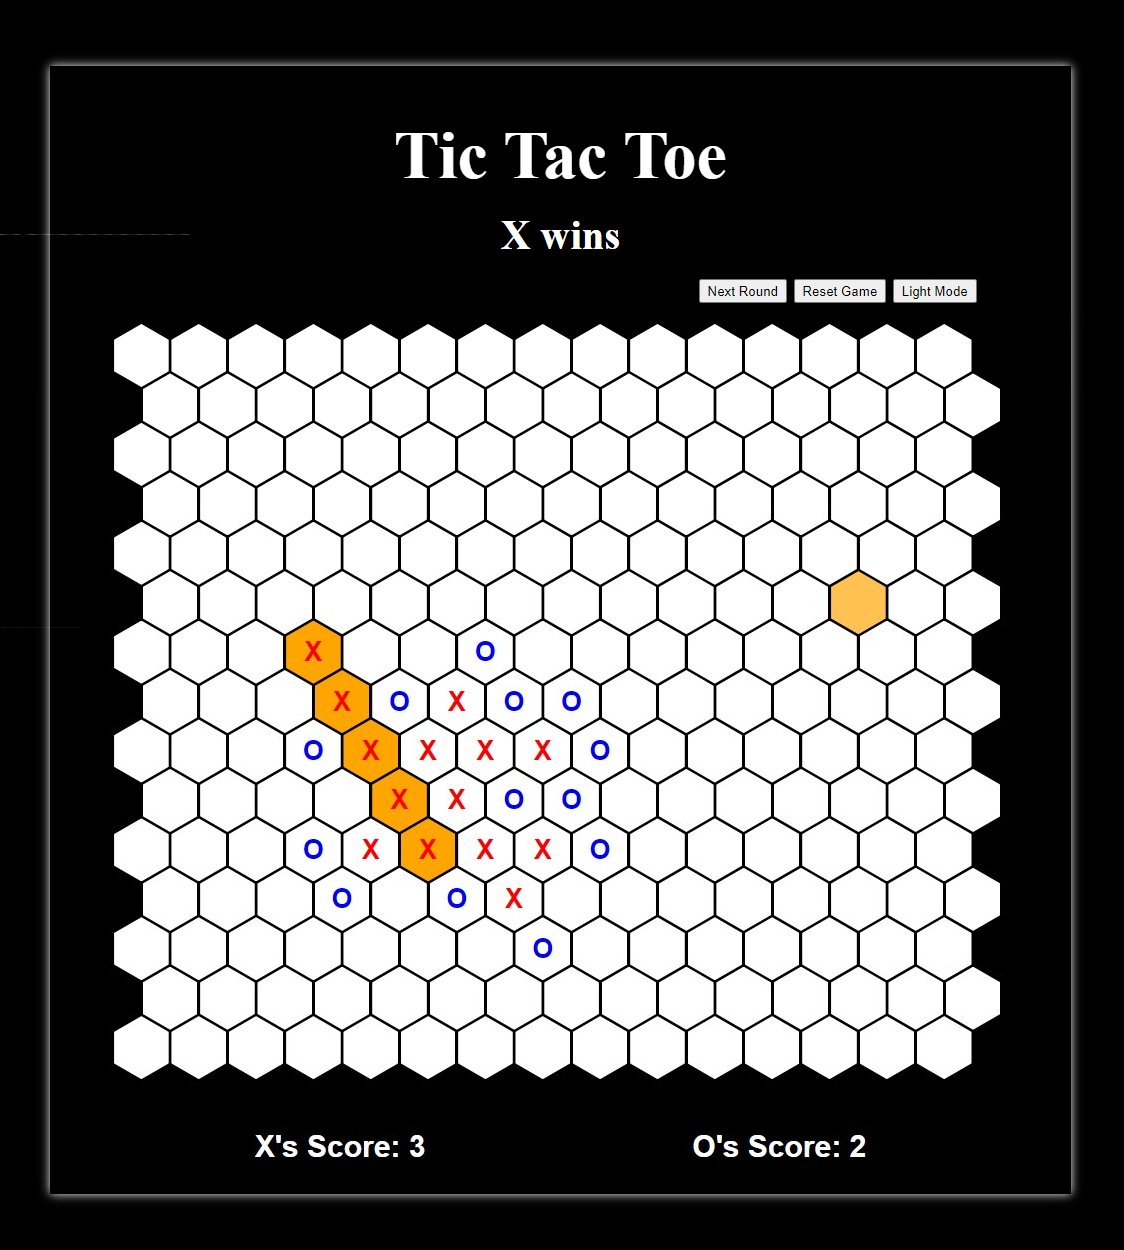 Tic Tac Toe
X wins
Next Round Reset Game Light Mode
X O
X O X O O
O X X X X O
X X O O
O X X X X O
O O X
O
X's Score: 3 O's Score: 2